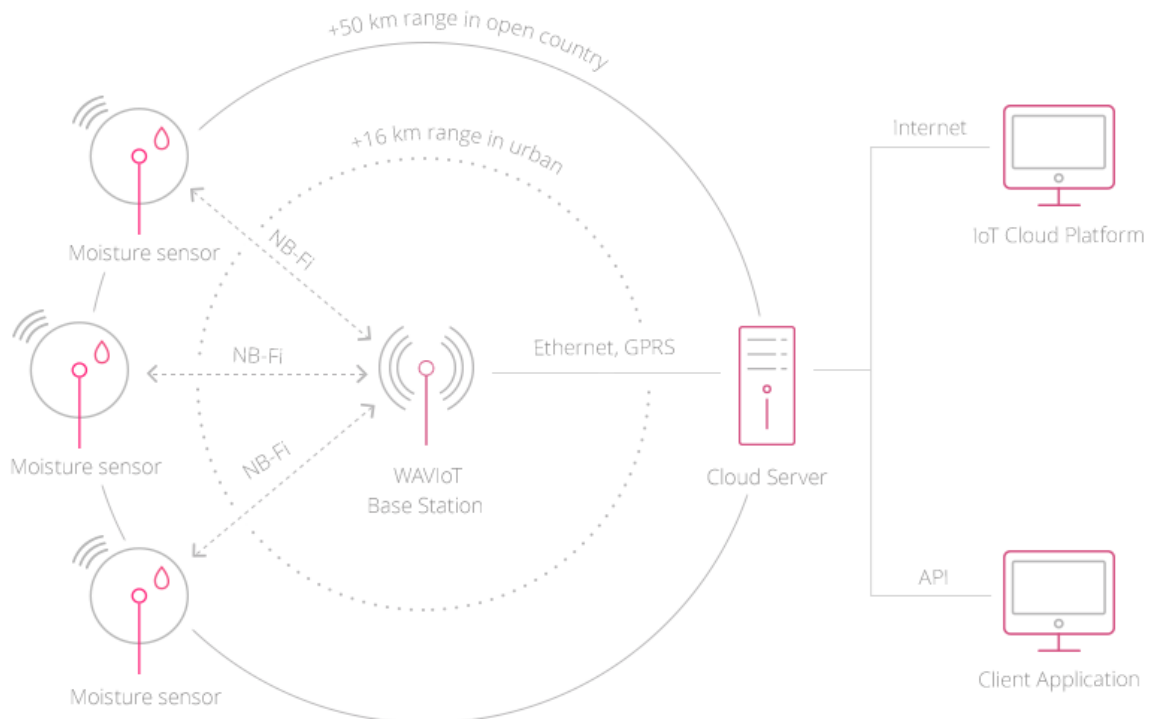 +50 km range in open country
+16 km range in urban
Internet
IoT Cloud Platform
Moisture sensor
NB-Fi
NB-Fi
Ethernet, GPRS
Moisture sensor
WAVIoT
Base Station
Cloud Server
NB-Fi
API
Client Application
Moisture sensor